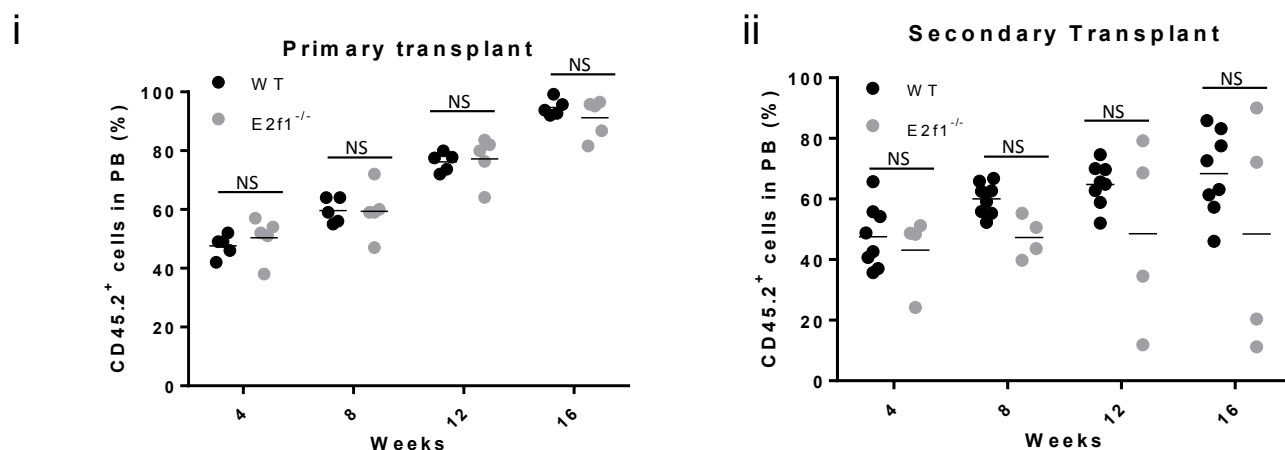 i
Primary transplant
WT
E2f1-/-
NS
NS
NS
NS
CD45.2+ cells in PB (%)
100
80
60
40
20
0
4
8
12
16
Weeks
ii
Secondary Transplant
WT
E2f1-/-
NS
NS
NS
NS
CD45.2+ cells in PB (%)
100
80
60
40
20
0
4
8
12
16
Weeks